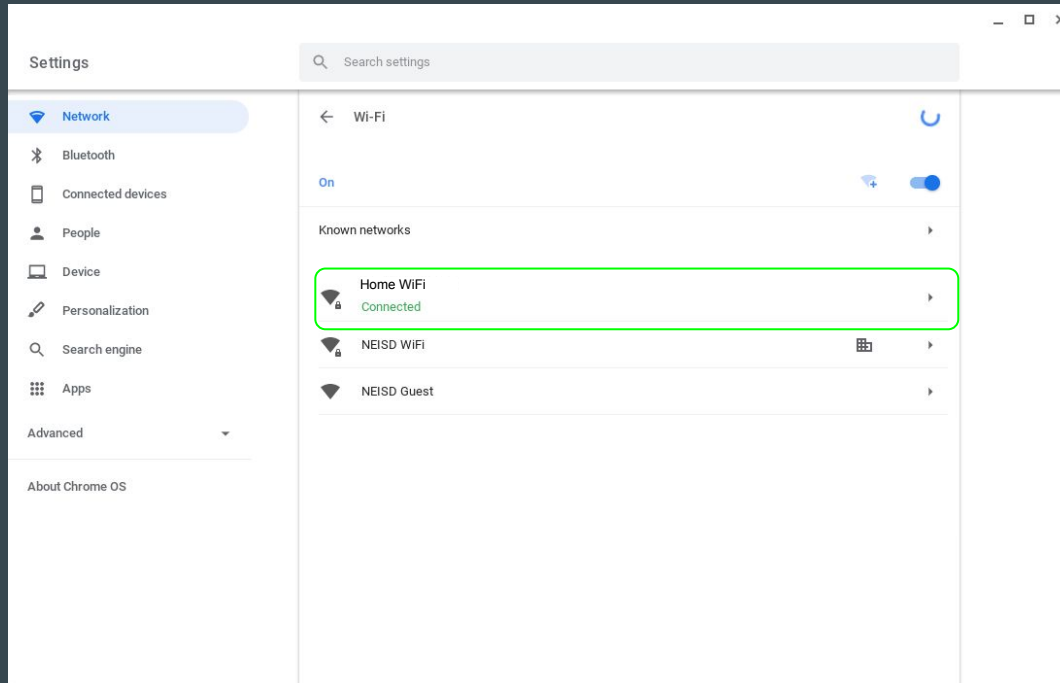 Settings
Search settings
Network
Bluetooth
Connected devices
People
Device
Personalization
Search engine
Apps
Advanced
About Chrome OS
Wi-Fi
On
Known networks
Home WiFi
Connected
NEISD WiFi
NEISD Guest